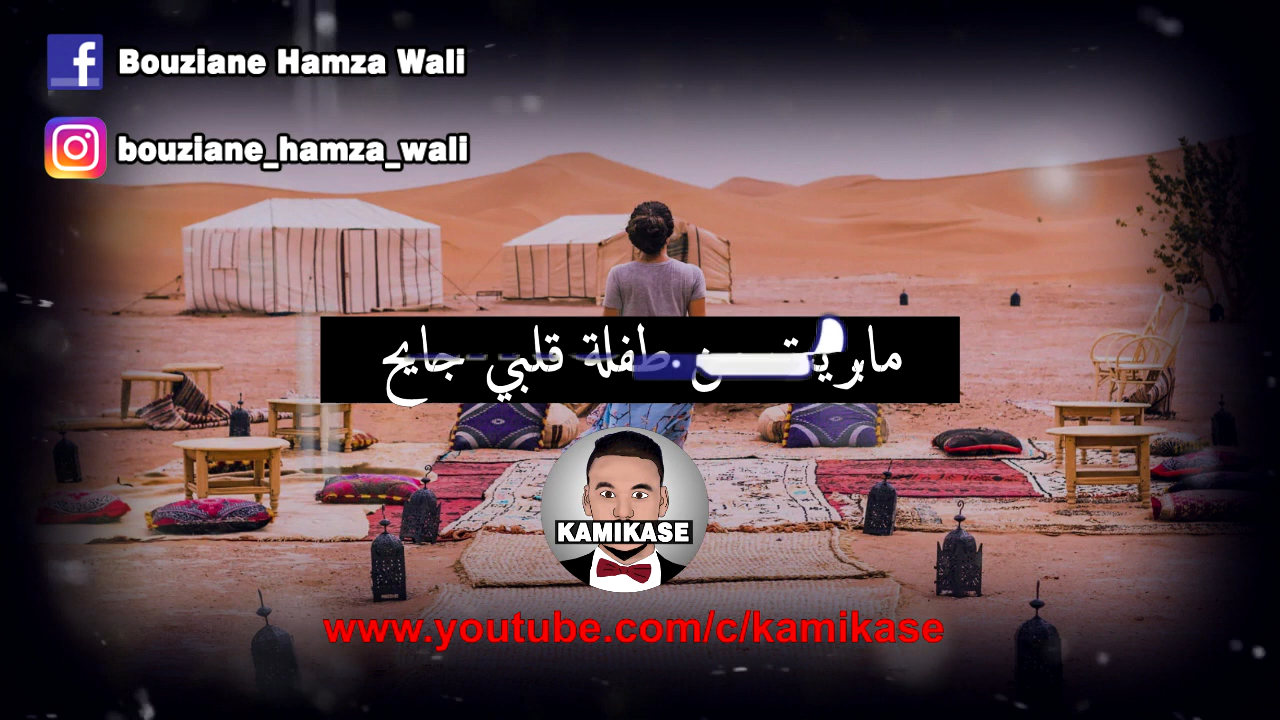 Bouziane Hamza Wali
bouziane_hamza_wali
طفلة قلبي جايح
KAMIKASE
www.youtube.com/c/kamikase